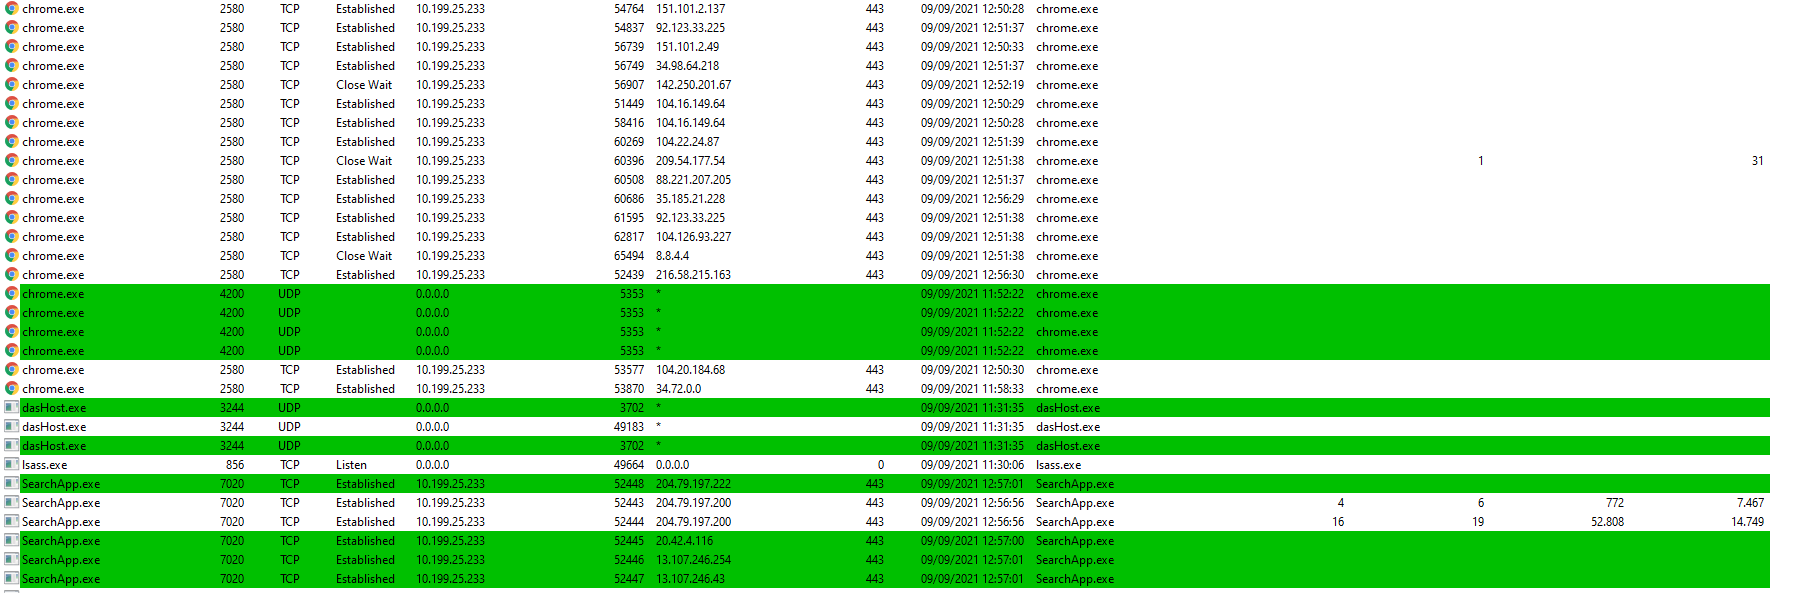 chrome.exe 2580 TCP Established 10.199.25.233 54764 151.101.2.137 443 09/09/2021 12:50:28 chrome.exe
chrome.exe 2580 TCP Established 10.199.25.233 54837 92.123.33.225 443 09/09/2021 12:51:37 chrome.exe
chrome.exe 2580 TCP Established 10.199.25.233 56739 151.101.2.49 443 09/09/2021 12:50:33 chrome.exe
chrome.exe 2580 TCP Established 10.199.25.233 56749 34.98.64.218 443 09/09/2021 12:51:37 chrome.exe
chrome.exe 2580 TCP Close Wait 10.199.25.233 56907 142.250.201.67 443 09/09/2021 12:52:19 chrome.exe
chrome.exe 2580 TCP Established 10.199.25.233 51449 104.16.149.64 443 09/09/2021 12:50:29 chrome.exe
chrome.exe 2580 TCP Established 10.199.25.233 58416 104.16.149.64 443 09/09/2021 12:50:28 chrome.exe
chrome.exe 2580 TCP Established 10.199.25.233 60269 104.22.24.87 443 09/09/2021 12:51:39 chrome.exe
chrome.exe 2580 TCP Close Wait 10.199.25.233 60396 209.54.177.54 443 09/09/2021 12:51:38 chrome.exe 1 31
chrome.exe 2580 TCP Established 10.199.25.233 60508 88.221.207.205 443 09/09/2021 12:51:37 chrome.exe
chrome.exe 2580 TCP Established 10.199.25.233 60686 35.185.21.228 443 09/09/2021 12:56:29 chrome.exe
chrome.exe 2580 TCP Established 10.199.25.233 61595 92.123.33.225 443 09/09/2021 12:51:38 chrome.exe
chrome.exe 2580 TCP Established 10.199.25.233 62817 104.126.93.227 443 09/09/2021 12:51:38 chrome.exe
chrome.exe 2580 TCP Close Wait 10.199.25.233 65494 8.8.4.4 443 09/09/2021 12:51:38 chrome.exe
chrome.exe 2580 TCP Established 10.199.25.233 52439 216.58.215.163 443 09/09/2021 12:56:30 chrome.exe
chrome.exe 4200 UDP 0.0.0.0 5353 * 09/09/2021 11:52:22 chrome.exe
chrome.exe 4200 UDP 0.0.0.0 5353 * 09/09/2021 11:52:22 chrome.exe
chrome.exe 4200 UDP 0.0.0.0 5353 * 09/09/2021 11:52:22 chrome.exe
chrome.exe 4200 UDP 0.0.0.0 5353 * 09/09/2021 11:52:22 chrome.exe
chrome.exe 2580 TCP Established 10.199.25.233 53577 104.20.184.68 443 09/09/2021 12:50:30 chrome.exe
chrome.exe 2580 TCP Established 10.199.25.233 53870 34.72.0.0 443 09/09/2021 11:58:33 chrome.exe
dasHost.exe 3244 UDP 0.0.0.0 3702 * 09/09/2021 11:31:35 dasHost.exe
dasHost.exe 3244 UDP 0.0.0.0 49183 * 09/09/2021 11:31:35 dasHost.exe
dasHost.exe 3244 UDP 0.0.0.0 3702 * 09/09/2021 11:31:35 dasHost.exe
lsass.exe 856 TCP Listen 0.0.0.0 49664 0.0.0.0 0 09/09/2021 11:30:06 lsass.exe
SearchApp.exe 7020 TCP Established 10.199.25.233 52448 204.79.197.222 443 09/09/2021 12:57:01 SearchApp.exe
SearchApp.exe 7020 TCP Established 10.199.25.233 52443 204.79.197.200 443 09/09/2021 12:56:56 SearchApp.exe 4 6 772 7.467
SearchApp.exe 7020 TCP Established 10.199.25.233 52444 204.79.197.200 443 09/09/2021 12:56:56 SearchApp.exe 16 19 52.808 14.749
SearchApp.exe 7020 TCP Established 10.199.25.233 52445 20.42.4.116 443 09/09/2021 12:57:00 SearchApp.exe
SearchApp.exe 7020 TCP Established 10.199.25.233 52446 13.107.246.254 443 09/09/2021 12:57:01 SearchApp.exe
SearchApp.exe 7020 TCP Established 10.199.25.233 52447 13.107.246.43 443 09/09/2021 12:57:01 SearchApp.exe